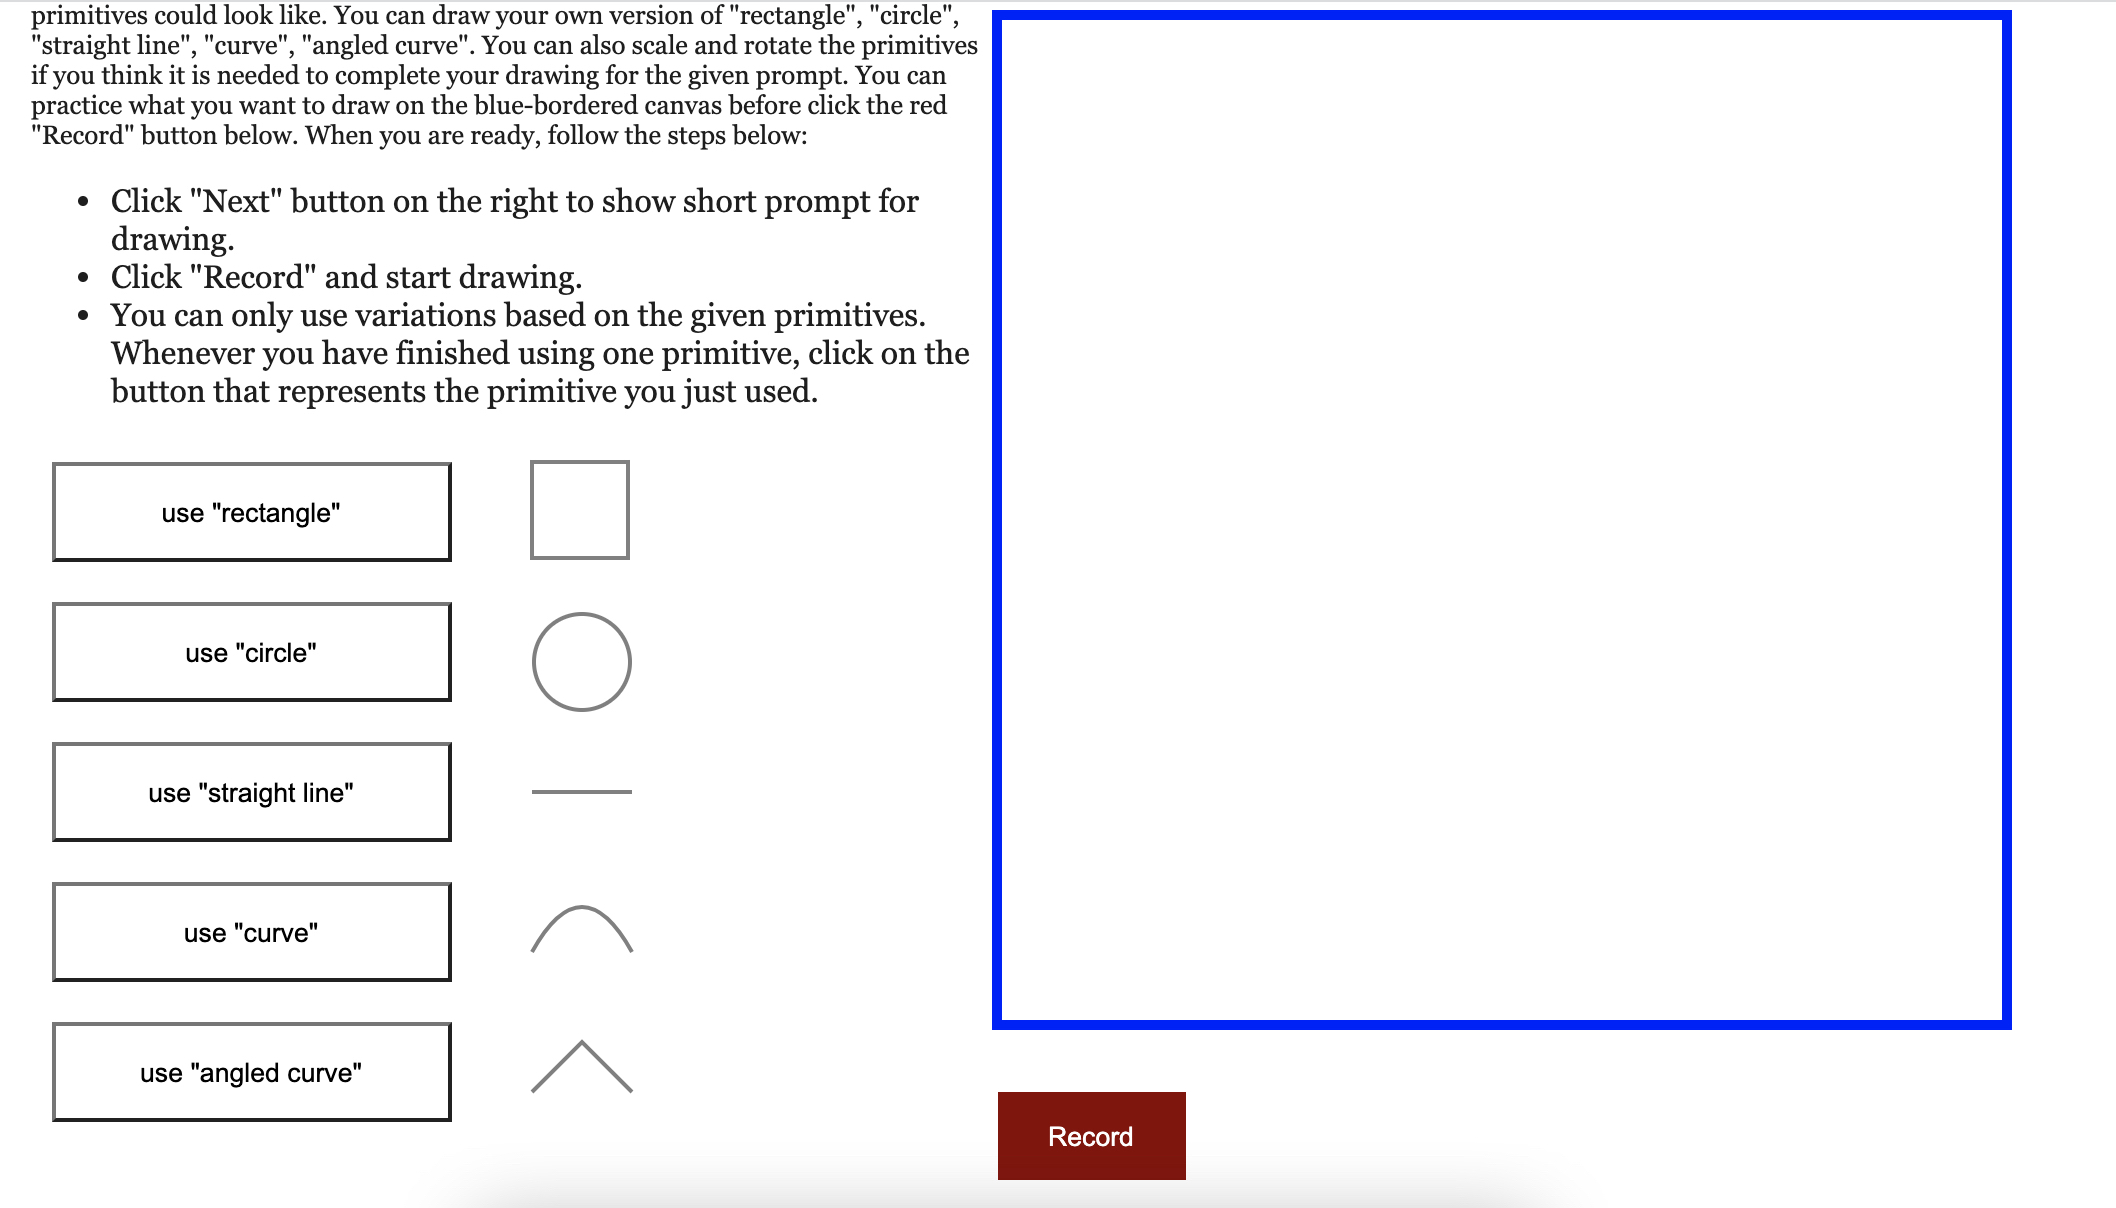 primitives could look like. You can draw your own version of "rectangle", "circle",
"straight line", "curve", "angled curve". You can also scale and rotate the primitives
if you think it is needed to complete your drawing for the given prompt. You can
practice what you want to draw on the blue-bordered canvas before click the red
"Record" button below. When you are ready, follow the steps below:
• Click "Next" button on the right to show short prompt for
drawing.
• Click "Record" and start drawing.
• You can only use variations based on the given primitives.
Whenever you have finished using one primitive, click on the
button that represents the primitive you just used.
use "rectangle"
use "circle"
use "straight line"
use "curve"
use "angled curve"
Record